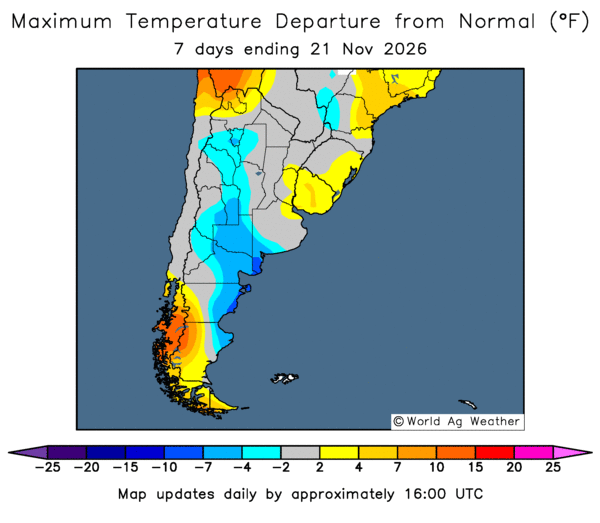 Maximum Temperature Departure from Normal (°F)
7 days ending 21 Nov 2026
© World Ag Weather
-25 -20 -15 -10 -7 -4 -2 2 4 7 10 15 20 25
Map updates daily by approximately 16:00 UTC